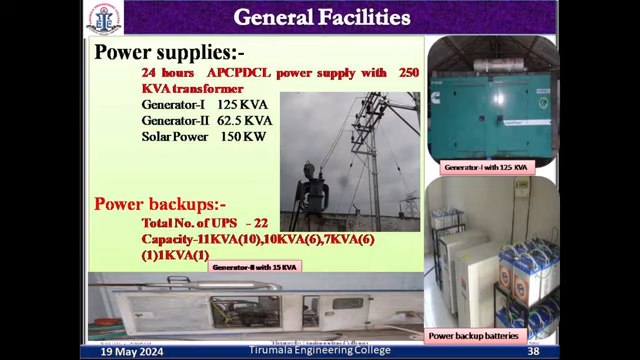 General Facilities
Power supplies:-
24 hours APCPDCL power supply with 250
KVA transformer
Generator-I 125 KVA
Generator-II 62.5 KVA
Solar Power 150 KW
Power backups:-
Total No. of UPS - 22
Capacity-11KVA(10),10KVA(6),7KVA(6)
(1)1KVA(1)
Generator-II with 15 KVA
Generator-I with 125 KVA
Power backup batteries
19 May 2024
Tirumala Engineering College
38